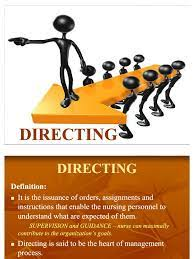 DIRECTING
DIRECTING
Definition:
It is the issuance of orders, assignments and
instructions that enable the nursing personnel to
understand what are expected of them.
SUPERVISION and GUIDANCE – nurse can maximally
contribute to the organization's goals.
Directing is said to be the heart of management
process.